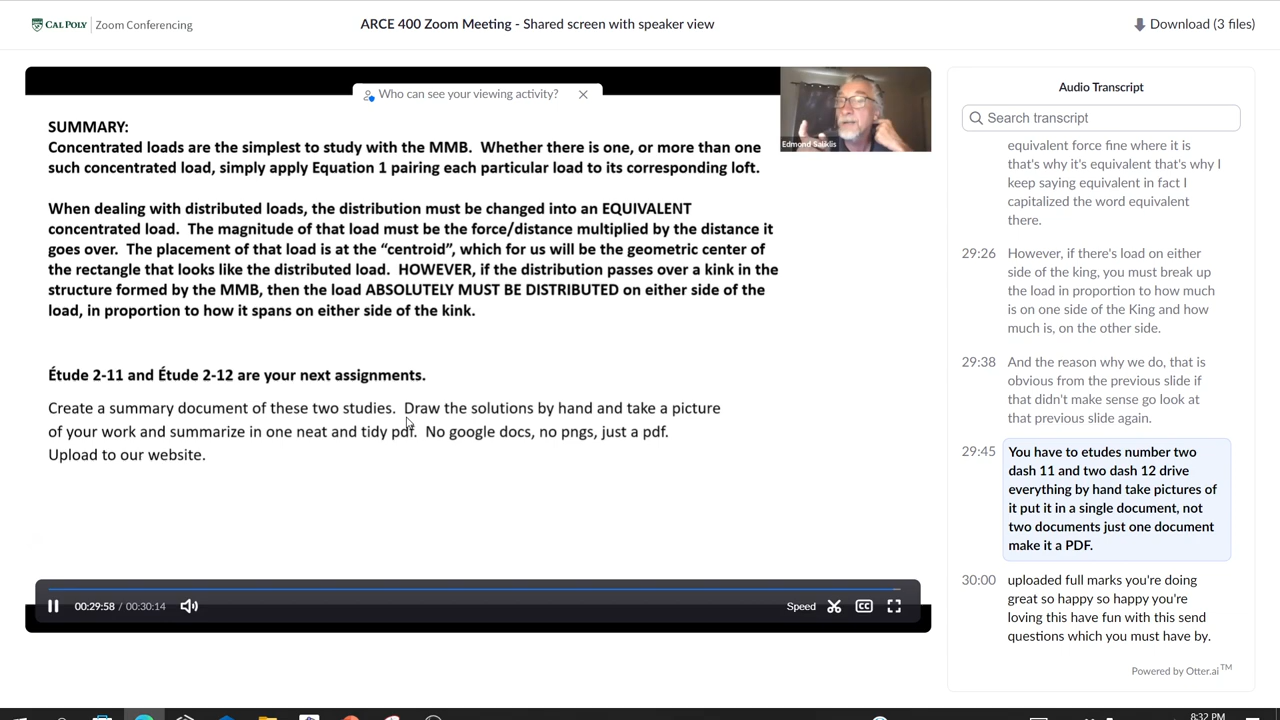 CAL POLY Zoom Conferencing
ARCE 400 Zoom Meeting - Shared screen with speaker view
Download (3 files)
Who can see your viewing activity?
Edmond Saliklis
SUMMARY:
Concentrated loads are the simplest to study with the MMB. Whether there is one, or more than one
such concentrated load, simply apply Equation 1 pairing each particular load to its corresponding loft.
When dealing with distributed loads, the distribution must be changed into an EQUIVALENT
concentrated load. The magnitude of that load must be the force/distance multiplied by the distance it
goes over. The placement of that load is at the “centroid”, which for us will be the geometric center of
the rectangle that looks like the distributed load. HOWEVER, if the distribution passes over a kink in the
structure formed by the MMB, then the load ABSOLUTELY MUST BE DISTRIBUTED on either side of the
load, in proportion to how it spans on either side of the kink.
Étude 2-11 and Étude 2-12 are your next assignments.
Create a summary document of these two studies. Draw the solutions by hand and take a picture
of your work and summarize in one neat and tidy pdf. No google docs, no pngs, just a pdf.
Upload to our website.
00:29:58 / 00:30:14
Speed
CC
Audio Transcript
Search transcript
equivalent force fine where it is
that's why it's equivalent that's why I
keep saying equivalent in fact I
capitalized the word equivalent
there.
29:26 However, if there's load on either
side of the king, you must break up
the load in proportion to how much
is on one side of the King and how
much is, on the other side.
29:38 And the reason why we do, that is
obvious from the previous slide if
that didn't make sense go look at
that previous slide again.
29:45 You have to etudes number two
dash 11 and two dash 12 drive
everything by hand take pictures of
it put it in a single document, not
two documents just one document
make it a PDF.
30:00 uploaded full marks you're doing
great so happy so happy you're
loving this have fun with this send
questions which you must have by.
Powered by Otter.ai TM
8:32 PM